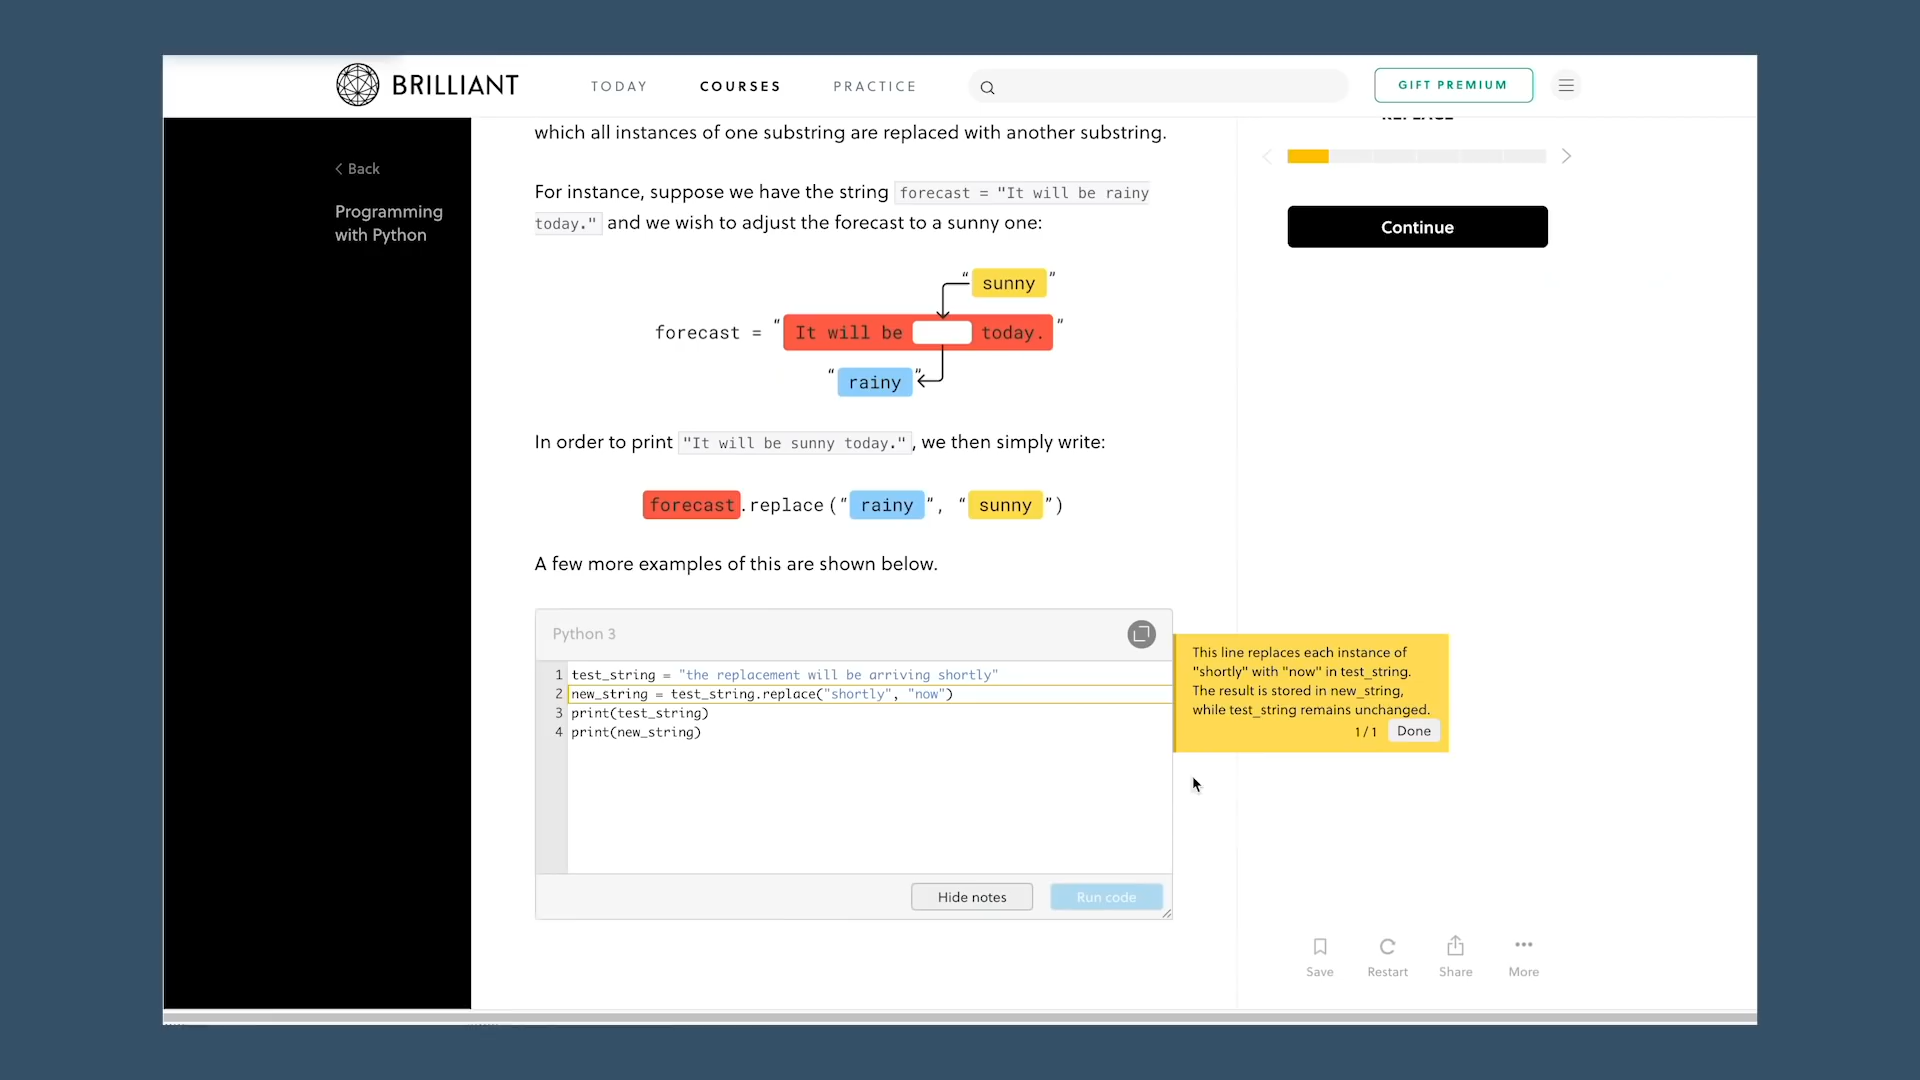 BRILLIANT
TODAY
COURSES
PRACTICE
GIFT PREMIUM
Back
Programming
with Python
which all instances of one substring are replaced with another substring.
For instance, suppose we have the string forecast = "It will be rainy
today." and we wish to adjust the forecast to a sunny one:
“ sunny ”
forecast = " It will be today. "
“ rainy ”
In order to print "It will be sunny today.", we then simply write:
forecast.replace(“ rainy ”, “ sunny ”)
A few more examples of this are shown below.
Python 3
1 test_string = "the replacement will be arriving shortly"
2 new_string = test_string.replace("shortly", "now")
3 print(test_string)
4 print(new_string)
Hide notes
Run code
This line replaces each instance of
"shortly" with "now" in test_string.
The result is stored in new_string,
while test_string remains unchanged.
1/1 Done
Continue
Save
Restart
Share
More